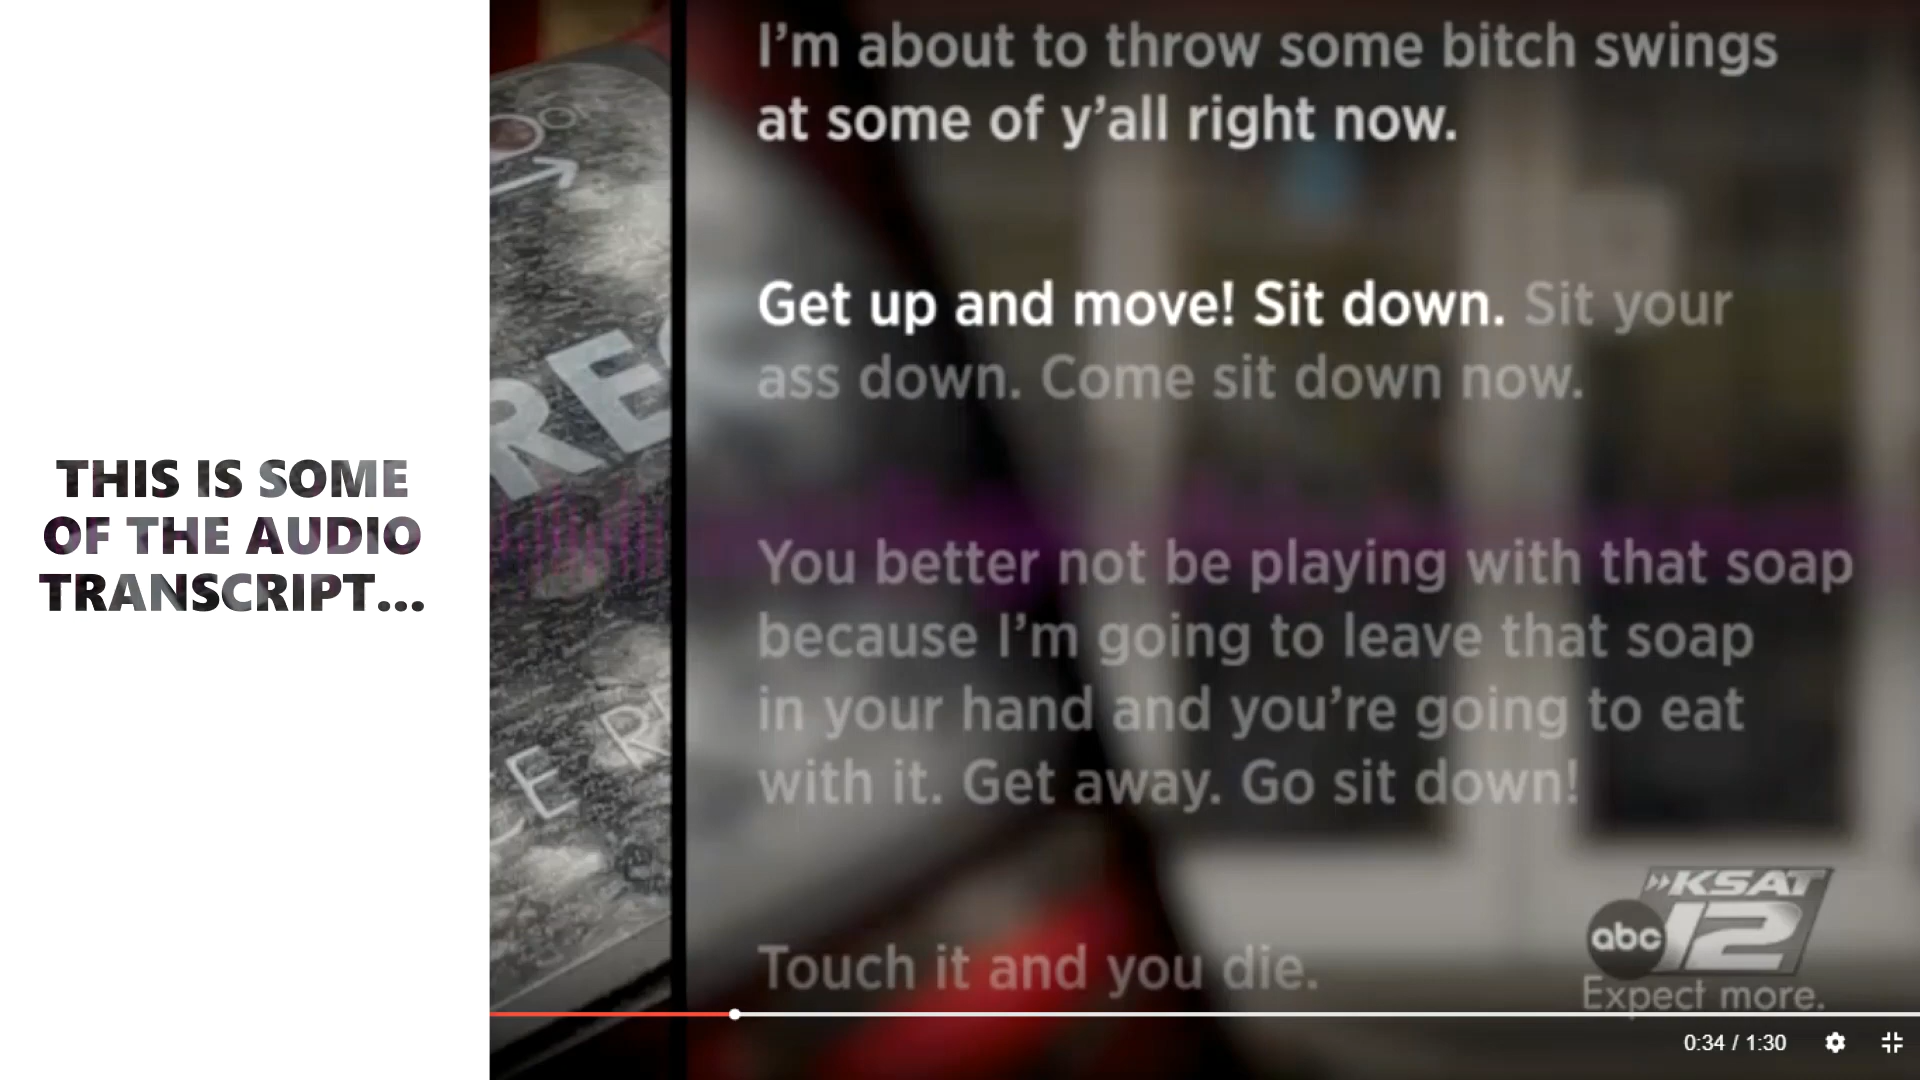 THIS IS SOME
OF THE AUDIO
TRANSCRIPT...
I'm about to throw some bitch swings
at some of y'all right now.
Get up and move! Sit down. Sit your
ass down. Come sit down now.
You better not be playing with that soap
because I'm going to leave that soap
in your hand and you're going to eat
with it. Get away. Go sit down!
Touch it and you die.
KSAT
abc 12
Expect more.
0:34 / 1:30